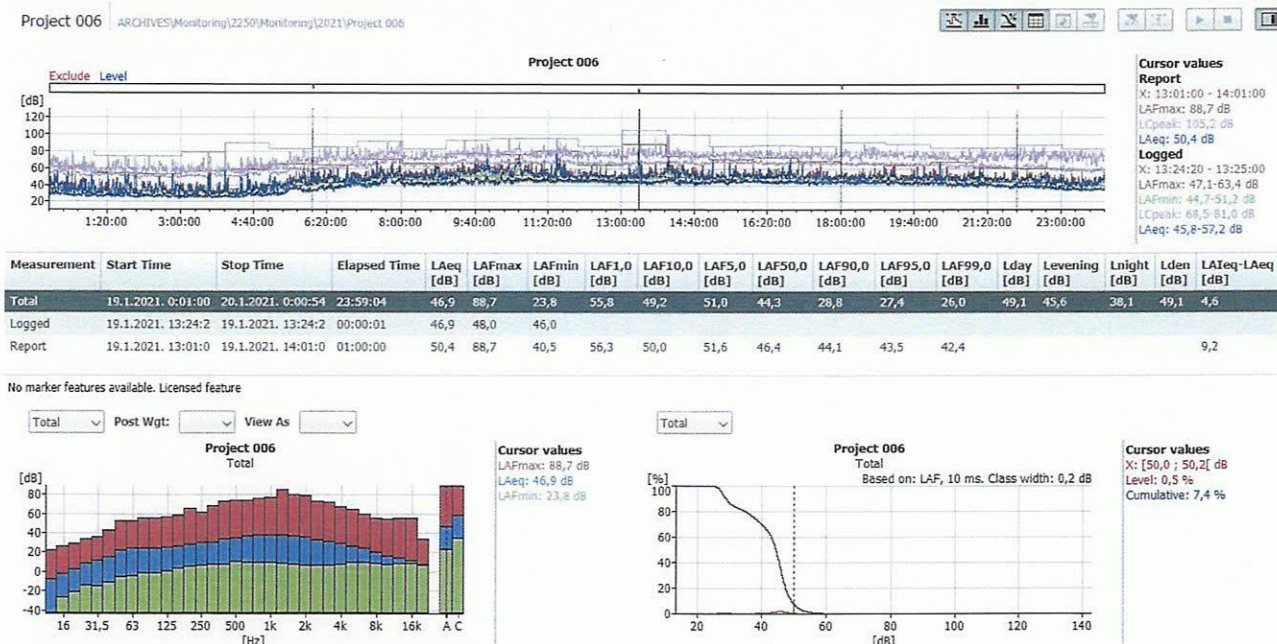 Project 006 ARCHIVES\Monitoring\2250\Monitoring\2021\Project 006
Project 006
Exclude Level
[dB]
120
100
80
60
40
20
1:20:00 3:00:00 4:40:00 6:20:00 8:00:00 9:40:00 11:20:00 13:00:00 14:40:00 16:20:00 18:00:00 19:40:00 21:20:00 23:00:00
Cursor values
Report
X: 13:01:00 - 14:01:00
LAFmax: 88,7 dB
LCpeak: 105,2 dB
LAeq: 50,4 dB
Logged
X: 13:24:20 - 13:25:00
LAFmax: 47,1-63,4 dB
LAFmin: 44,7-51,2 dB
LCpeak: 68,5-81,0 dB
LAeq: 45,8-57,2 dB
Measurement Start Time Stop Time Elapsed Time LAeq [dB] LAFmax [dB] LAFmin [dB] LAF1,0 [dB] LAF10,0 [dB] LAF5,0 [dB] LAF50,0 [dB] LAF90,0 [dB] LAF95,0 [dB] LAF99,0 [dB] Lday [dB] Levening [dB] Lnight [dB] Lden [dB] LAIeq-LAeq [dB]
Total 19.1.2021. 0:01:00 20.1.2021. 0:00:54 23:59:04 46,9 88,7 23,8 55,8 49,2 51,0 44,3 28,8 27,4 26,0 49,1 45,6 38,1 49,1 4,6
Logged 19.1.2021. 13:24:2 19.1.2021. 13:24:2 00:00:01 46,9 48,0 46,0
Report 19.1.2021. 13:01:0 19.1.2021. 14:01:0 01:00:00 50,4 88,7 40,5 56,3 50,0 51,6 46,4 44,1 43,5 42,4 9,2
No marker features available. Licensed feature
Total Post Wgt: View As
Project 006
Total
[dB]
80
60
40
20
0
-20
-40
16 31,5 63 125 250 500 1k 2k 4k 8k 16k A C
[Hz]
Cursor values
LAFmax: 88,7 dB
LAeq: 46,9 dB
LAFmin: 23,8 dB
Total
Project 006
Total
Based on: LAF, 10 ms. Class width: 0,2 dB
[%]
100
80
60
40
20
0
20 40 60 80 100 120 140
[dB]
Cursor values
X: [50,0 ; 50,2[ dB
Level: 0,5 %
Cumulative: 7,4 %